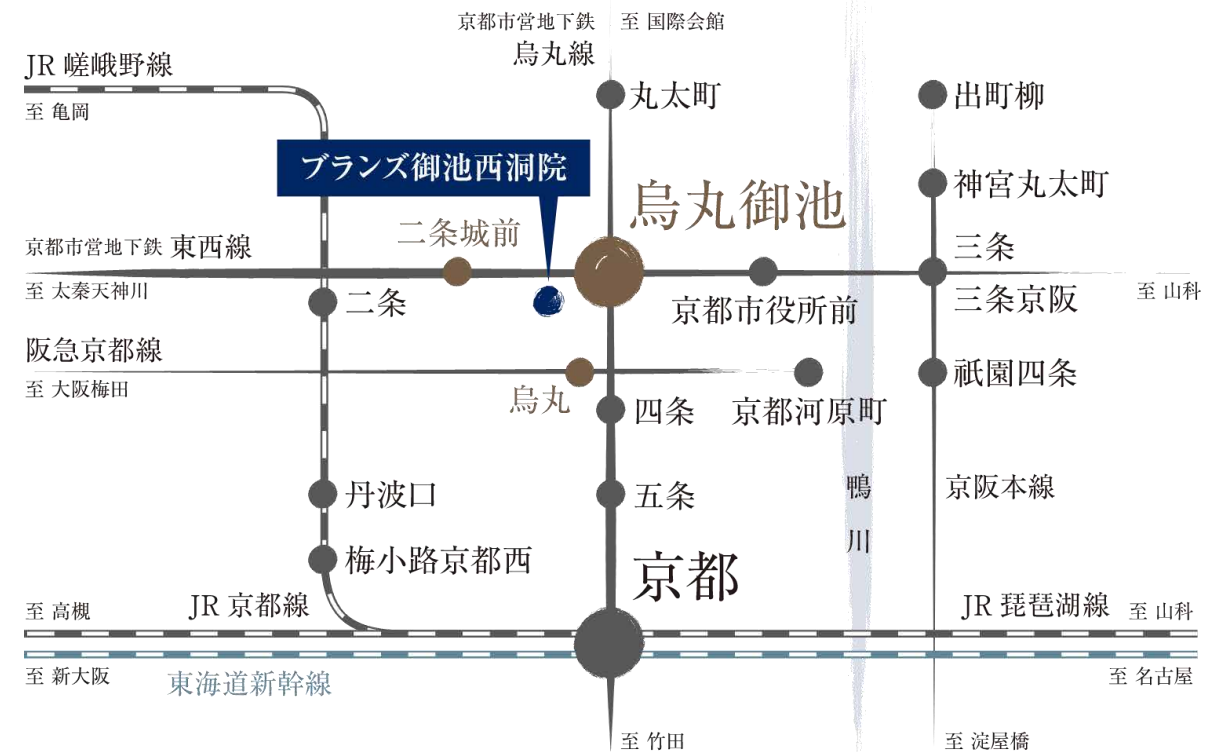 京都市営地下鉄 至 国際会館
烏丸線
JR 嵯峨野線
至 亀岡
丸太町
出町柳
ブランズ御池西洞院
神宮丸太町
烏丸御池
二条城前
京都市営地下鉄 東西線
三条
至 太秦天神川
二条
京都市役所前
三条京阪
至 山科
阪急京都線
至 大阪梅田
烏丸
四条
京都河原町
祇園四条
丹波口
五条
鴨川
京阪本線
梅小路京都西
京都
至 高槻
JR 京都線
JR 琵琶湖線
至 山科
至 新大阪
東海道新幹線
至 名古屋
至 竹田
至 淀屋橋